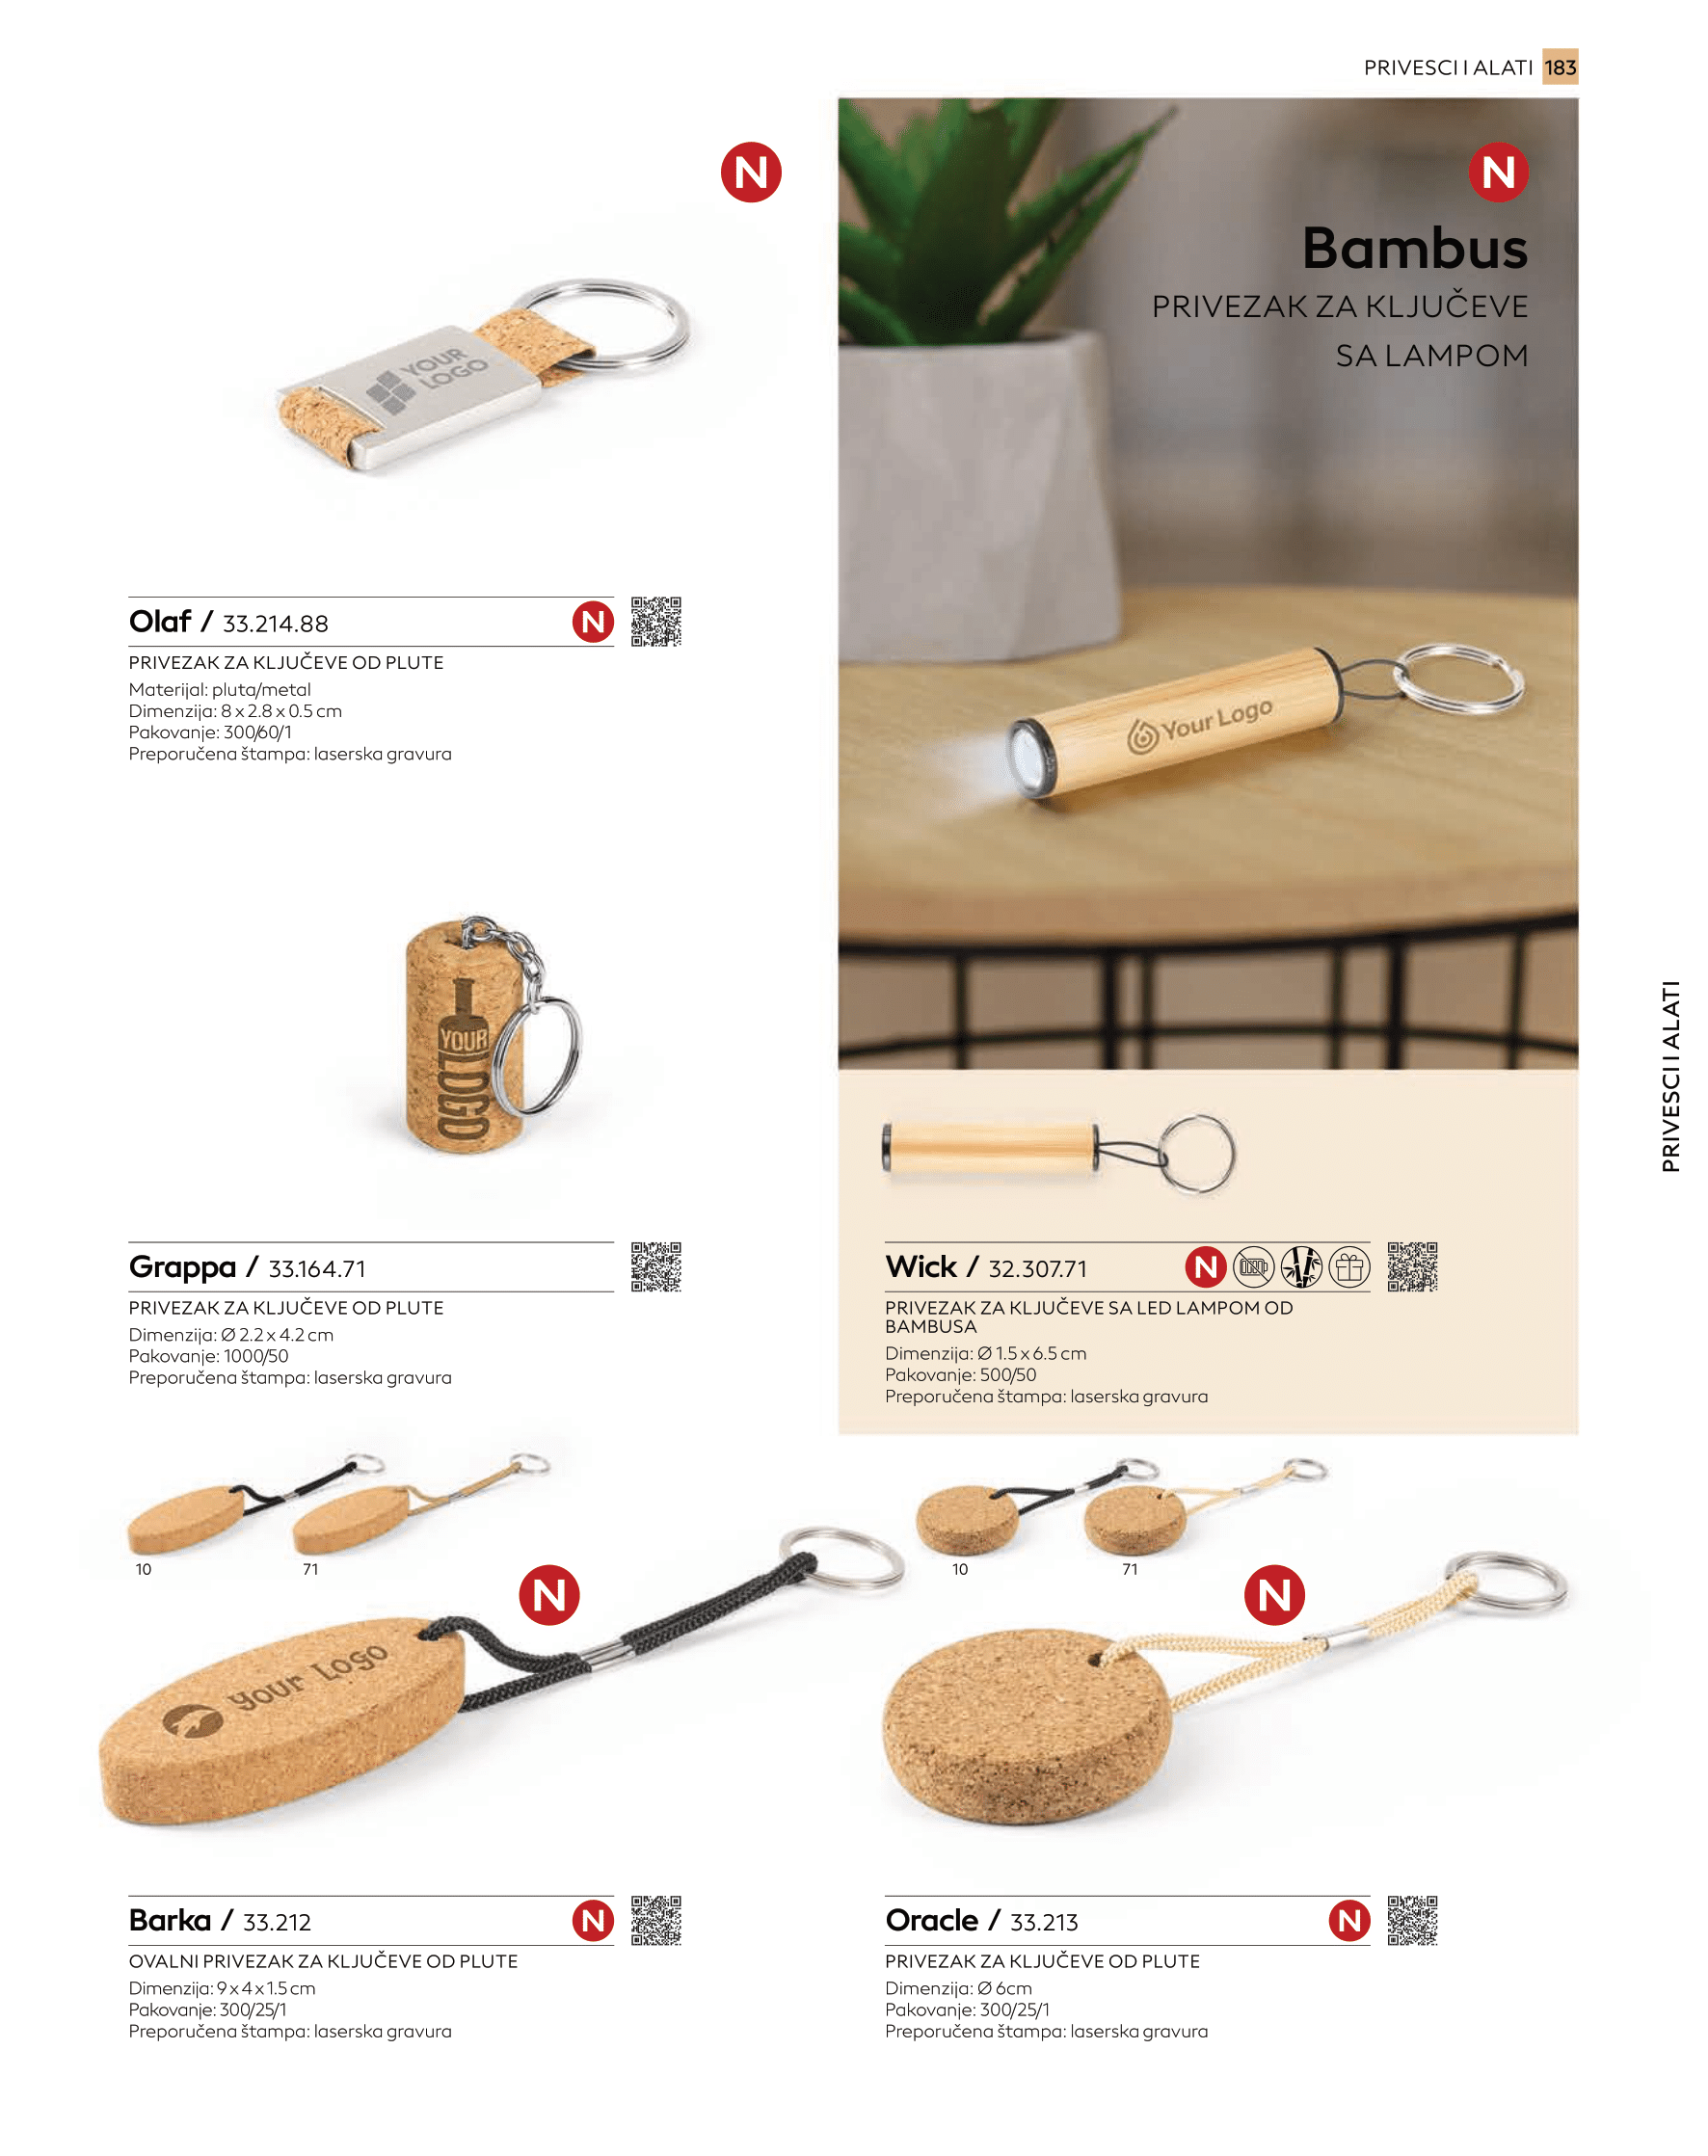 PRIVESCI I ALATI 183
N
N
Bambus
PRIVEZAK ZA KLJUČEVE
SA LAMPOM
YOUR
LOGO
Olaf / 33.214.88 N
PRIVEZAK ZA KLJUČEVE OD PLUTE
Materijal: pluta/metal
Dimenzija: 8 x 2.8 x 0.5 cm
Pakovanje: 300/60/1
Preporučena štampa: laserska gravura
Your Logo
YOUR
LOGO
PRIVESCI I ALATI
Grappa / 33.164.71
PRIVEZAK ZA KLJUČEVE OD PLUTE
Dimenzija: Ø 2.2 x 4.2 cm
Pakovanje: 1000/50
Preporučena štampa: laserska gravura
Wick / 32.307.71 N
PRIVEZAK ZA KLJUČEVE SA LED LAMPOM OD
BAMBUSA
Dimenzija: Ø 1.5 x 6.5 cm
Pakovanje: 500/50
Preporučena štampa: laserska gravura
10 71
N
Your Logo
10 71
N
Barka / 33.212 N
OVALNI PRIVEZAK ZA KLJUČEVE OD PLUTE
Dimenzija: 9 x 4 x 1.5 cm
Pakovanje: 300/25/1
Preporučena štampa: laserska gravura
Oracle / 33.213 N
PRIVEZAK ZA KLJUČEVE OD PLUTE
Dimenzija: Ø 6cm
Pakovanje: 300/25/1
Preporučena štampa: laserska gravura